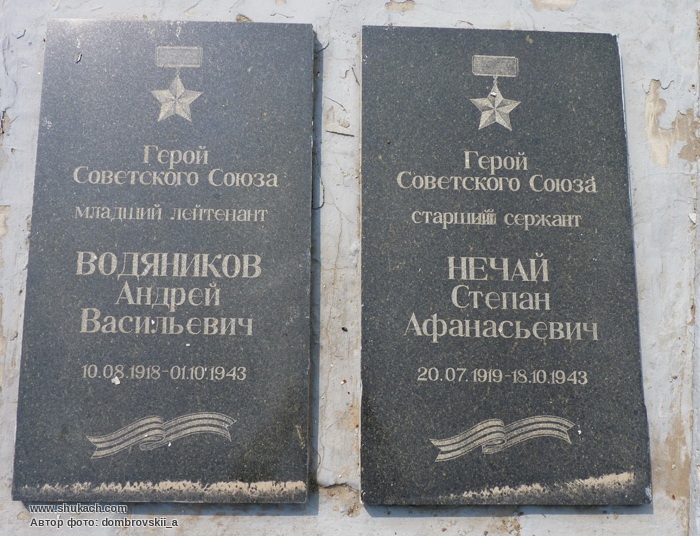 Герой
Советского Союза
младший лейтенант
ВОДЯНИКОВ
Андрей
Васильевич
10.08.1918-01.10.1943
Герой
Советского Союза
старший сержант
НЕЧАЙ
Степан
Афанасьевич
20.07.1919-18.10.1943
www.shukach.com
Автор фото: dombrovskii_a